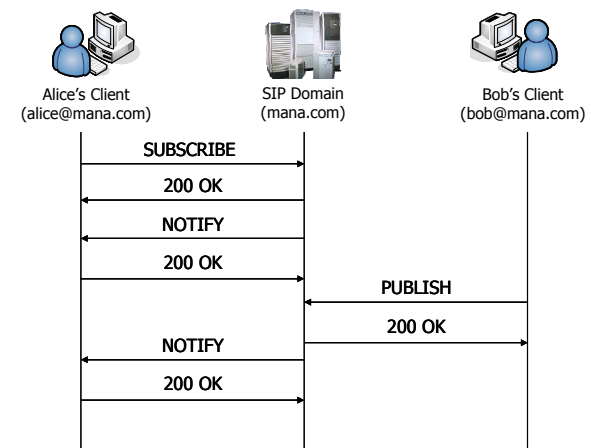 Alice's Client
(alice@mana.com)
SIP Domain
(mana.com)
Bob's Client
(bob@mana.com)
SUBSCRIBE
200 OK
NOTIFY
200 OK
PUBLISH
200 OK
NOTIFY
200 OK